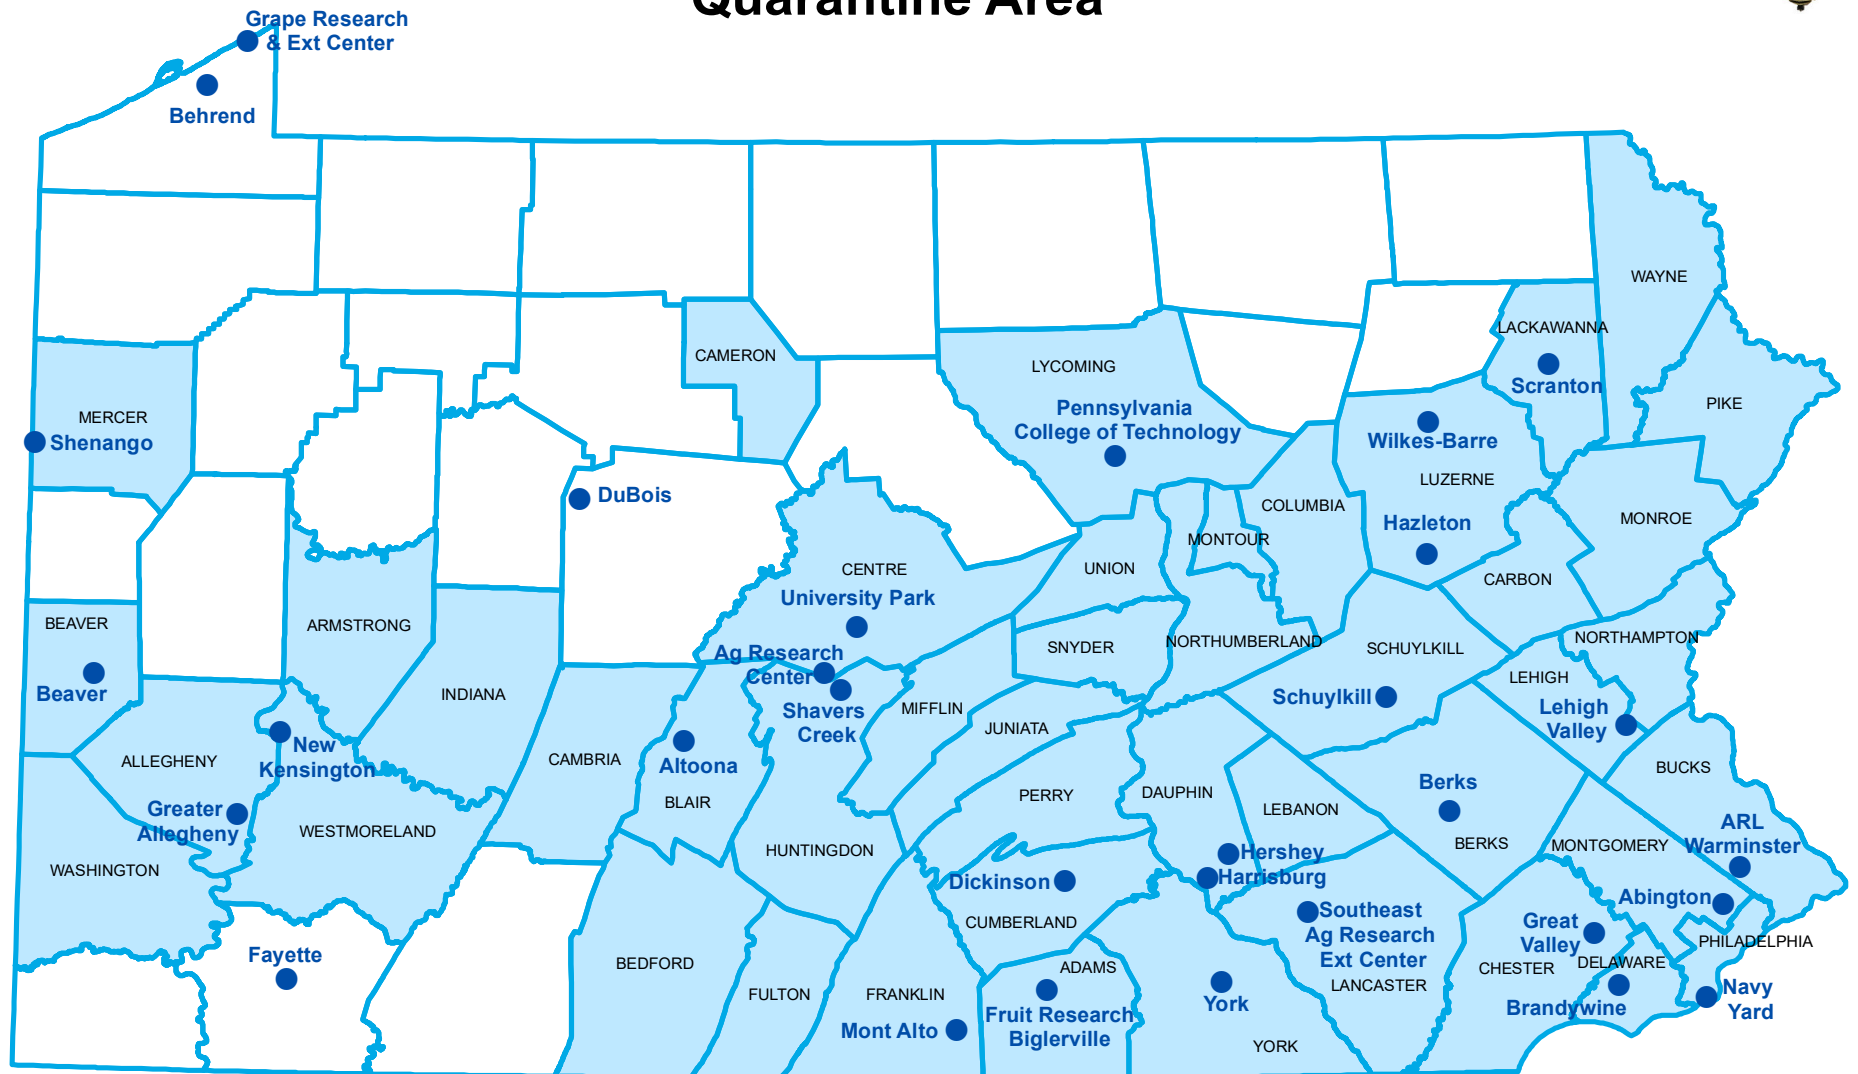 Quarantine Area
Grape Research
& Ext Center
Behrend
WAYNE
LACKAWANNA
Scranton
CAMERON
LYCOMING
Pennsylvania
College of Technology
PIKE
MERCER
Shenango
Wilkes-Barre
LUZERNE
Hazleton
DuBois
COLUMBIA
MONTOUR
MONROE
CENTRE
University Park
UNION
CARBON
BEAVER
Beaver
ARMSTRONG
INDIANA
Ag Research
Center
Shavers
Creek
SNYDER
NORTHUMBERLAND
SCHUYLKILL
Schuylkill
NORTHAMPTON
LEHIGH
Lehigh
Valley
MIFFLIN
JUNIATA
ALLEGHENY
New
Kensington
Greater
Allegheny
WESTMORELAND
CAMBRIA
Altoona
BLAIR
HUNTINGDON
PERRY
DAUPHIN
LEBANON
Berks
BERKS
BUCKS
MONTGOMERY
ARL
Warminster
WASHINGTON
Hershey
Harrisburg
Dickinson
CUMBERLAND
Southeast
Ag Research
Ext Center
LANCASTER
Abington
Great
Valley
PHILADELPHIA
CHESTER
DELAWARE
Brandywine
Navy
Yard
Fayette
BEDFORD
FULTON
FRANKLIN
Mont Alto
ADAMS
Fruit Research
Biglerville
York
YORK